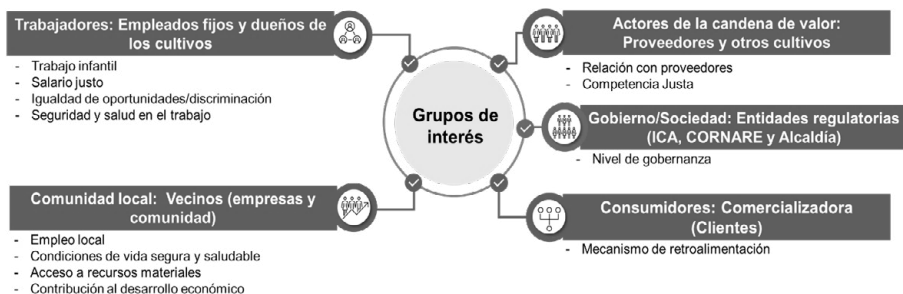 Trabajadores: Empleados fijos y dueños de
los cultivos
- Trabajo infantil
- Salario justo
- Igualdad de oportunidades/discriminación
- Seguridad y salud en el trabajo
Actores de la candena de valor:
Proveedores y otros cultivos
- Relación con proveedores
- Competencia Justa
Grupos de
interés
Gobierno/Sociedad: Entidades regulatorias
(ICA, CORNARE y Alcaldía)
- Nivel de gobernanza
Comunidad local: Vecinos (empresas y
comunidad)
- Empleo local
- Condiciones de vida segura y saludable
- Acceso a recursos materiales
- Contribución al desarrollo económico
Consumidores: Comercializadora
(Clientes)
- Mecanismo de retroalimentación